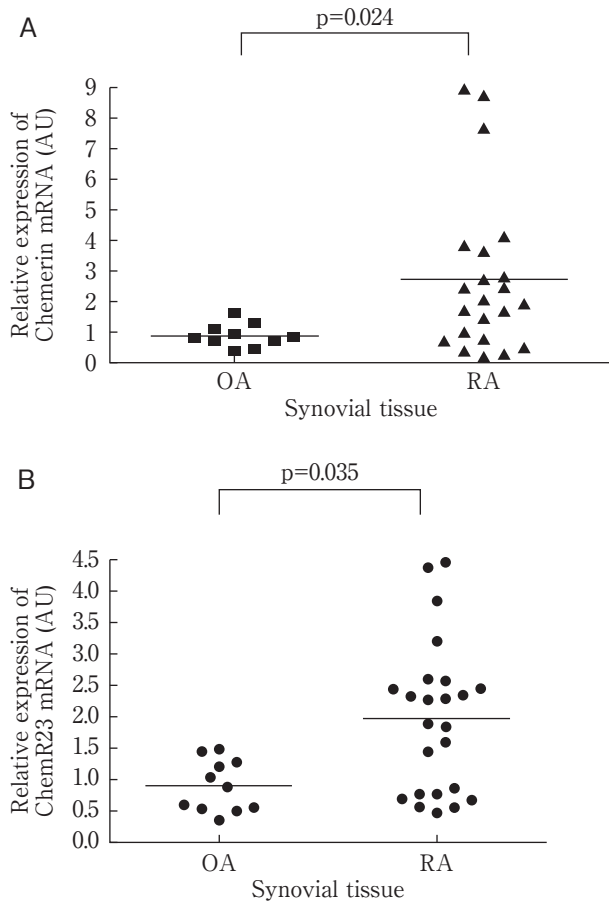 A
p=0.024
Relative expression of
Chemerin mRNA (AU)
9
8
7
6
5
4
3
2
1
0
OA
RA
Synovial tissue
B
p=0.035
Relative expression of
ChemR23 mRNA (AU)
4.5
4.0
3.5
3.0
2.5
2.0
1.5
1.0
0.5
0.0
OA
RA
Synovial tissue